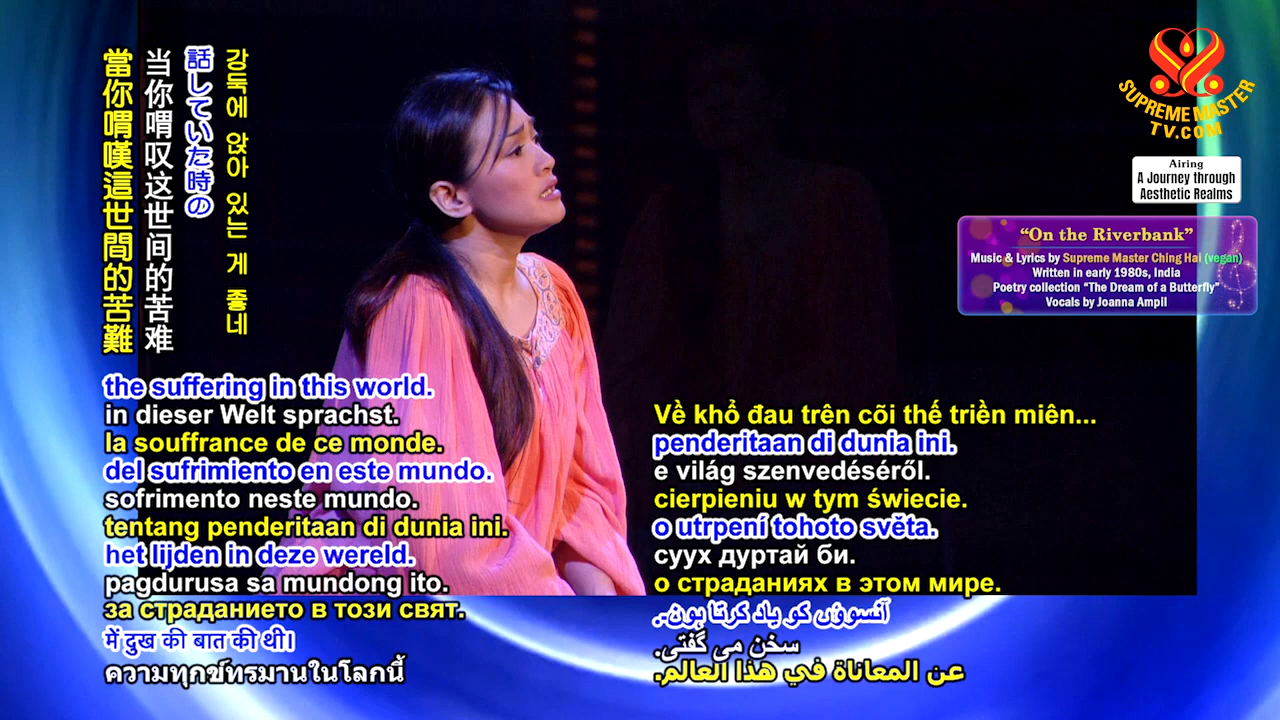 當你喟嘆這世間的苦難
当你喟叹这世间的苦难
話していた時の
강둑에 앉아 있는 게 좋네
the suffering in this world.
in dieser Welt sprachst.
la souffrance de ce monde.
del sufrimiento en este mundo.
sofrimento neste mundo.
tentang penderitaan di dunia ini.
het lijden in deze wereld.
pagdurusa sa mundong ito.
за страданието в този свят.
में दुख की बात की थी।
ความทุกข์ทรมานในโลกนี้
Về khổ đau trên cõi thế triền miên...
penderitaan di dunia ini.
e világ szenvedéséről.
cierpieniu w tym świecie.
o utrpení tohoto světa.
суух дуртай би.
о страданиях в этом мире.
آنسوؤں کو یاد کرتا ہوں۔
سخن می گفتی.
عن المعاناة في هذا العالم.
SUPREME MASTER
TV.COM
Airing
A Journey through
Aesthetic Realms
“On the Riverbank”
Music & Lyrics by Supreme Master Ching Hai (vegan)
Written in early 1980s, India
Poetry collection “The Dream of a Butterfly”
Vocals by Joanna Ampil